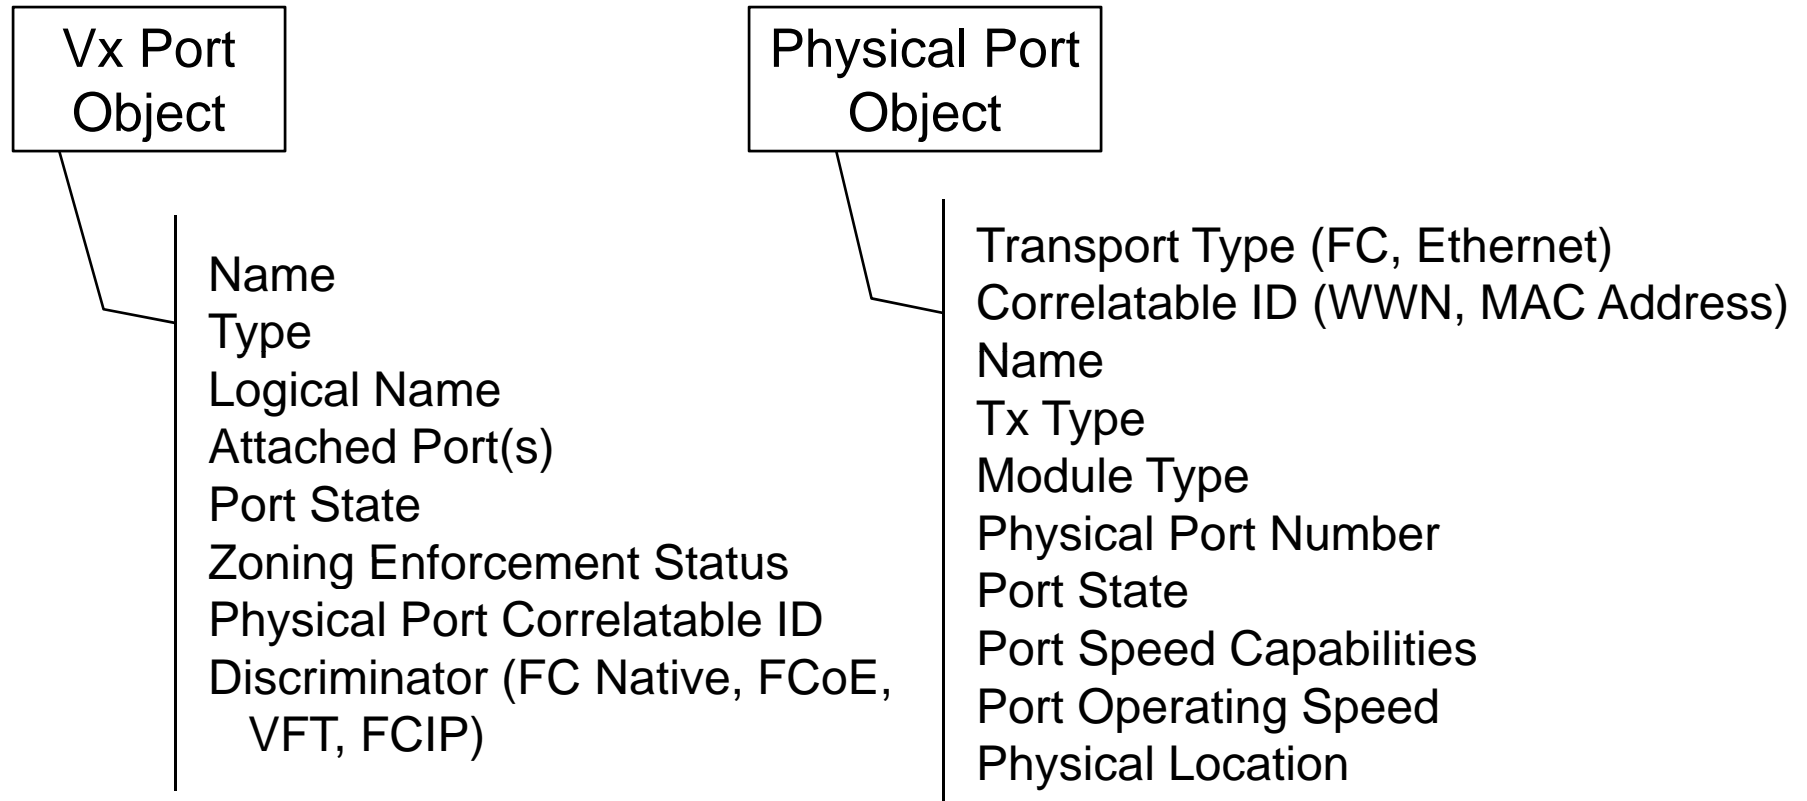 Vx Port
Object
Name
Type
Logical Name
Attached Port(s)
Port State
Zoning Enforcement Status
Physical Port Correlatable ID
Discriminator (FC Native, FCoE,
VFT, FCIP)
Physical Port
Object
Transport Type (FC, Ethernet)
Correlatable ID (WWN, MAC Address)
Name
Tx Type
Module Type
Physical Port Number
Port State
Port Speed Capabilities
Port Operating Speed
Physical Location